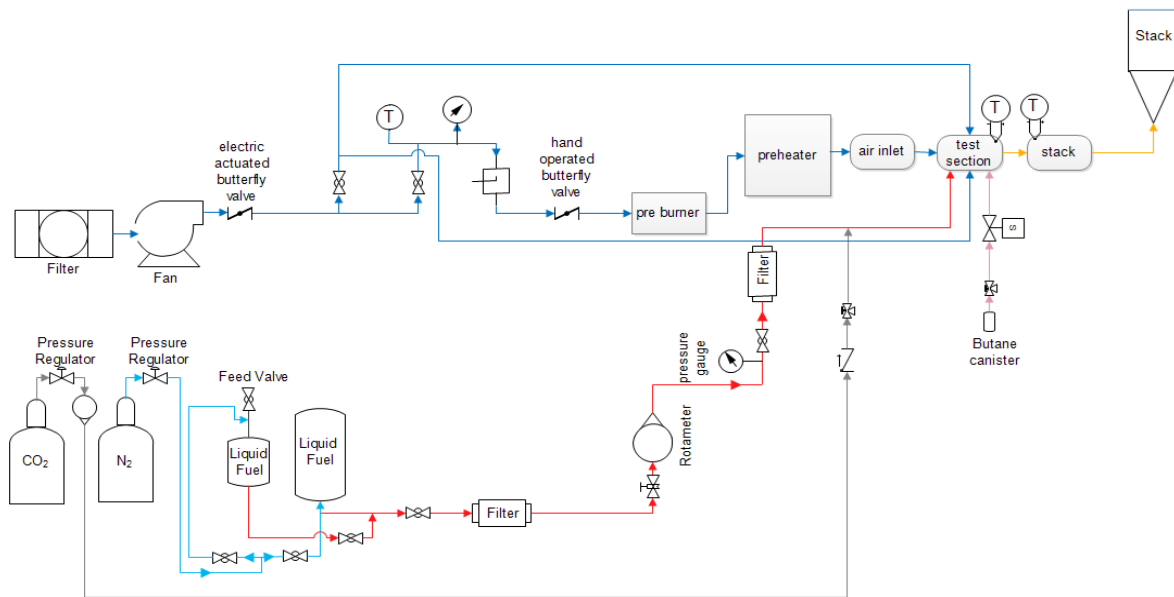 Stack
T
T
T
electric
actuated
butterfly
valve
hand
operated
butterfly
valve
preheater
air inlet
test
section
stack
pre burner
S
Filter
Fan
Filter
Butane
canister
Pressure
Regulator
Pressure
Regulator
Feed Valve
pressure
gauge
Rotameter
CO₂
N₂
Liquid
Fuel
Liquid
Fuel
Filter